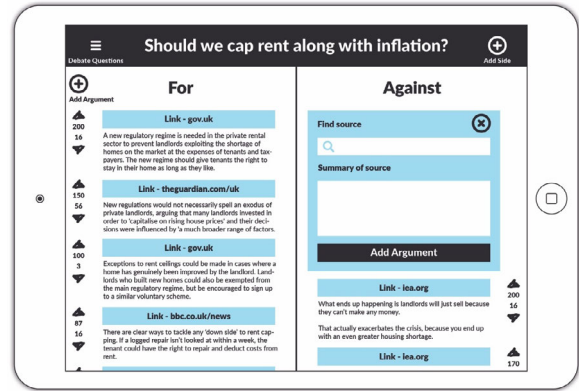 Should we cap rent along with inflation?
Debate Questions
Add Side
Add Argument
For
200
16
Link - gov.uk
A new regulatory regime is needed in the private rental
sector to prevent landlords exploiting the shortage of
homes on the market at the expenses of tenants and tax-
payers. The new regime should give tenants the right to
stay in their home as long as they like.
150
56
Link - theguardian.com/uk
New regulations would not necessarily spell an exodus of
private landlords, arguing that many landlords invested in
order to 'capitalise on rising house prices' and their deci-
sions were influenced by 'a much broader range of factors.
100
3
Link - gov.uk
Exceptions to rent ceilings could be made in cases where a
home has genuinely been improved by the landlord. Land-
lords who built new homes could also be exempted from
the main regulatory regime, but be encouraged to sign up
to a similar voluntary scheme.
87
16
Link - bbc.co.uk/news
There are clear ways to tackle any 'down side' to rent cap-
ping. If a logged repair isn't looked at within a week, the
tenant could have the right to repair and deduct costs from
rent.
Against
Find source
Summary of source
Add Argument
Link - iea.org
What ends up happening is landlords will just sell because
they can't make any money.
That actually exacerbates the crisis, because you end up
with an even greater housing shortage.
200
16
Link - iea.org
170